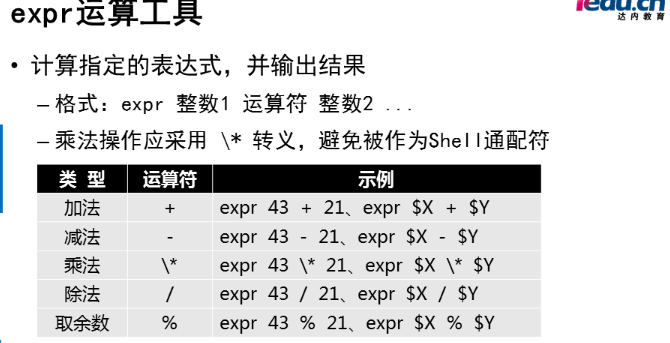 expr运算工具
tedu.cn
达内教育
• 计算指定的表达式，并输出结果
– 格式：expr 整数1 运算符 整数2 ...
– 乘法操作应采用 \* 转义，避免被作为Shell通配符
类 型 运算符 示例
加法 + expr 43 + 21、expr $X + $Y
减法 - expr 43 - 21、expr $X - $Y
乘法 \* expr 43 \* 21、expr $X \* $Y
除法 / expr 43 / 21、expr $X / $Y
取余数 % expr 43 % 21、expr $X % $Y